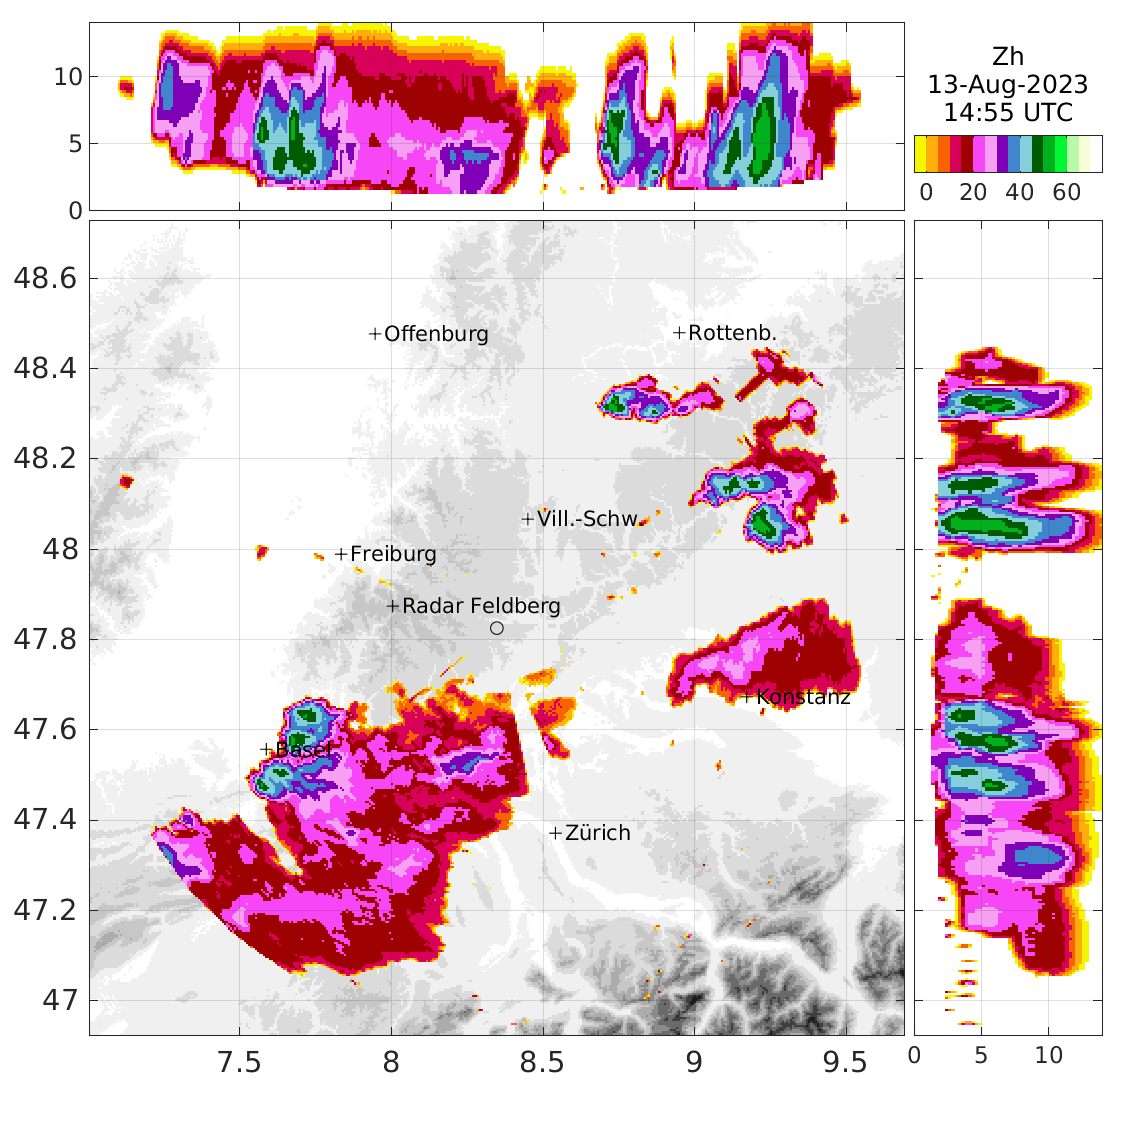 10
5
0
Zh
13-Aug-2023
14:55 UTC
0 20 40 60
48.6
48.4
48.2
48
47.8
47.6
47.4
47.2
47
+Offenburg
+Rottenb.
+Vill.-Schw.
+Freiburg
+Radar Feldberg
+Konstanz
+Basel
+Zürich
7.5 8 8.5 9 9.5
0 5 10